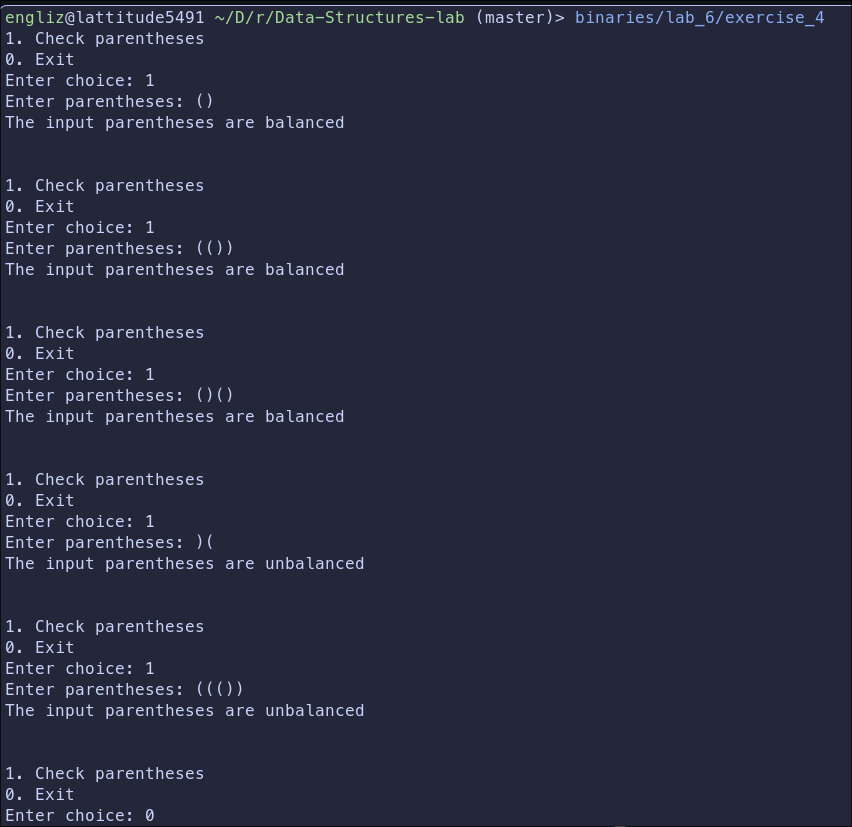 engliz@lattitude5491 ~/D/r/Data-Structures-lab (master)> binaries/lab_6/exercise_4
1. Check parentheses
0. Exit
Enter choice: 1
Enter parentheses: ()
The input parentheses are balanced
1. Check parentheses
0. Exit
Enter choice: 1
Enter parentheses: (())
The input parentheses are balanced
1. Check parentheses
0. Exit
Enter choice: 1
Enter parentheses: ()()
The input parentheses are balanced
1. Check parentheses
0. Exit
Enter choice: 1
Enter parentheses: )(
The input parentheses are unbalanced
1. Check parentheses
0. Exit
Enter choice: 1
Enter parentheses: ((())
The input parentheses are unbalanced
1. Check parentheses
0. Exit
Enter choice: 0